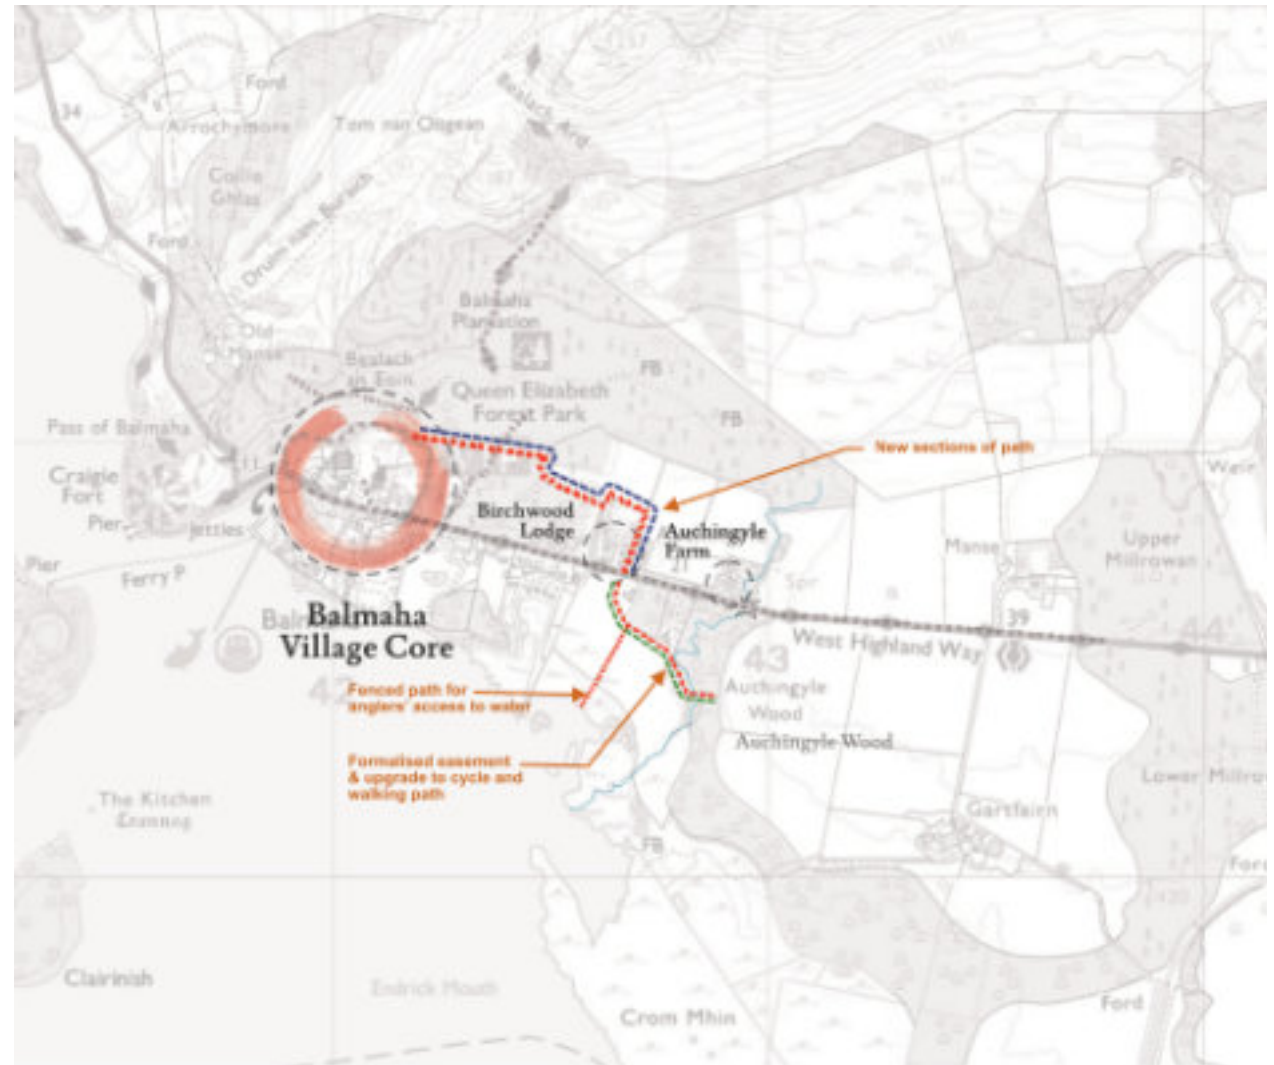 Ford
34
Arrochymore
Tom nan Oisgean
Bealach Ard
Coille
Ghlas
Druim nam Buraich
Ford
Balmaha
Plantation
Old
Manse
Bealach
an Eoin
FB
Queen Elizabeth
Forest Park
FB
Pass of Balmaha
New sections of path
Craigie
Fort
Weir
Pier
Jetties
Birchwood
Lodge
Auchingyle
Farm
Manse
Upper
Millrowan
Pier
Ferry P
Spr
Balmaha
Village Core
39
44
West Highland Way
43
Fenced path for
anglers' access to water
Auchingyle
Wood
Auchingyle Wood
Formalised easement
& upgrade to cycle and
walking path
The Kitchen
Crannog
Lower
Gartfairn
FB
Clairinish
Endrick Mouth
Crom Mhin
Ford